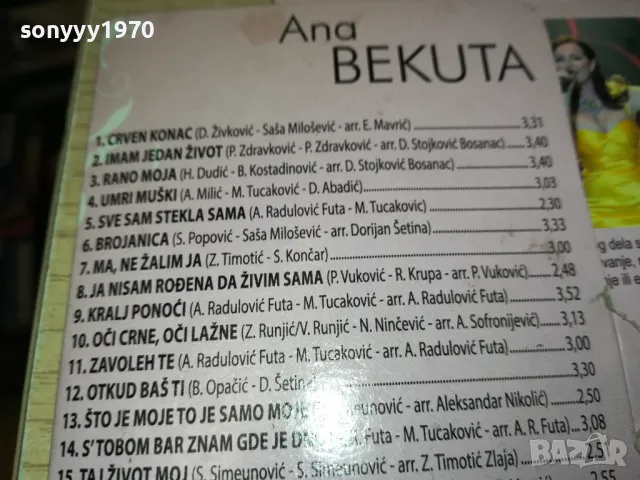 sonyyy1970
Ana
BEKUTA
1. CRVEN KONAC (D. Živković - Saša Milošević - arr. E. Mavrić) 3,31
2. IMAM JEDAN ŽIVOT (P. Zdravković - P. Zdravković - arr. D. Stojković Bosanac) 3,40
3. RANO MOJA (H. Dudić - B. Kostadinović - arr. D. Stojković Bosanac) 3,40
4. UMRI MUŠKI (A. Milić - M. Tucaković - D. Abadić) 3,03
5. SVE SAM STEKLA SAMA (A. Radulović Futa - M. Tucakovic) 2,30
6. BROJANICA (S. Popović - Saša Milošević - arr. Dorijan Šetina) 3,33
7. MA, NE ŽALIM JA (Z. Timotić - S. Končar) 3,00
8. JA NISAM ROĐENA DA ŽIVIM SAMA (P. Vuković - R. Krupa - arr. P. Vuković) 2,48
9. KRALJ PONOĆI (A. Radulović Futa - M. Tucaković - arr. A. Radulović Futa) 3,52
10. OČI CRNE, OČI LAŽNE (Z. Runjić/V. Runjić - N. Ninčević - arr. A. Sofronijević) 3,13
11. ZAVOLEH TE (A. Radulović Futa - M. Tucaković - arr. A. Radulović Futa) 3,00
12. OTKUD BAŠ TI (B. Opačić - D. Šetina 3,30
13. ŠTO JE MOJE TO JE SAMO MOJE arr. Aleksandar Nikolić) 2,50
14. S'TOBOM BAR ZNAM GDE JE Futa - M. Tucaković - arr. A. R. Futa) 3,08
15. TAJ ŽIVOT MOJ (S. Simeunović - S. Simeunović - arr. Z. Timotić Zlaja)
2,55
g dela s
BAZAR